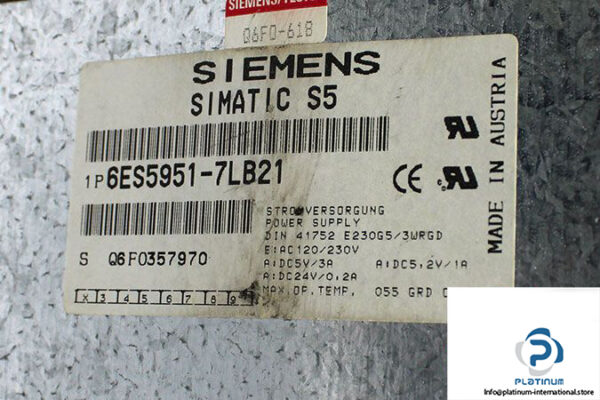 SIEMENS/
Q6F0-618
SIEMENS
SIMATIC S5
1P 6ES5951-7LB21
S Q6F0357970
STROMVERSORGUNG
POWER SUPPLY
DIN 41752 E230G5/3WRGD
E:AC120/230V
A:DC5V/3A A:DC5,2V/1A
A:DC24V/0,2A
MAX.OP.TEMP. 055 GRD
X 3 4 5 6 7 8 9
CE
MADE IN AUSTRIA
PLATINUM
Info@platinum-international.store